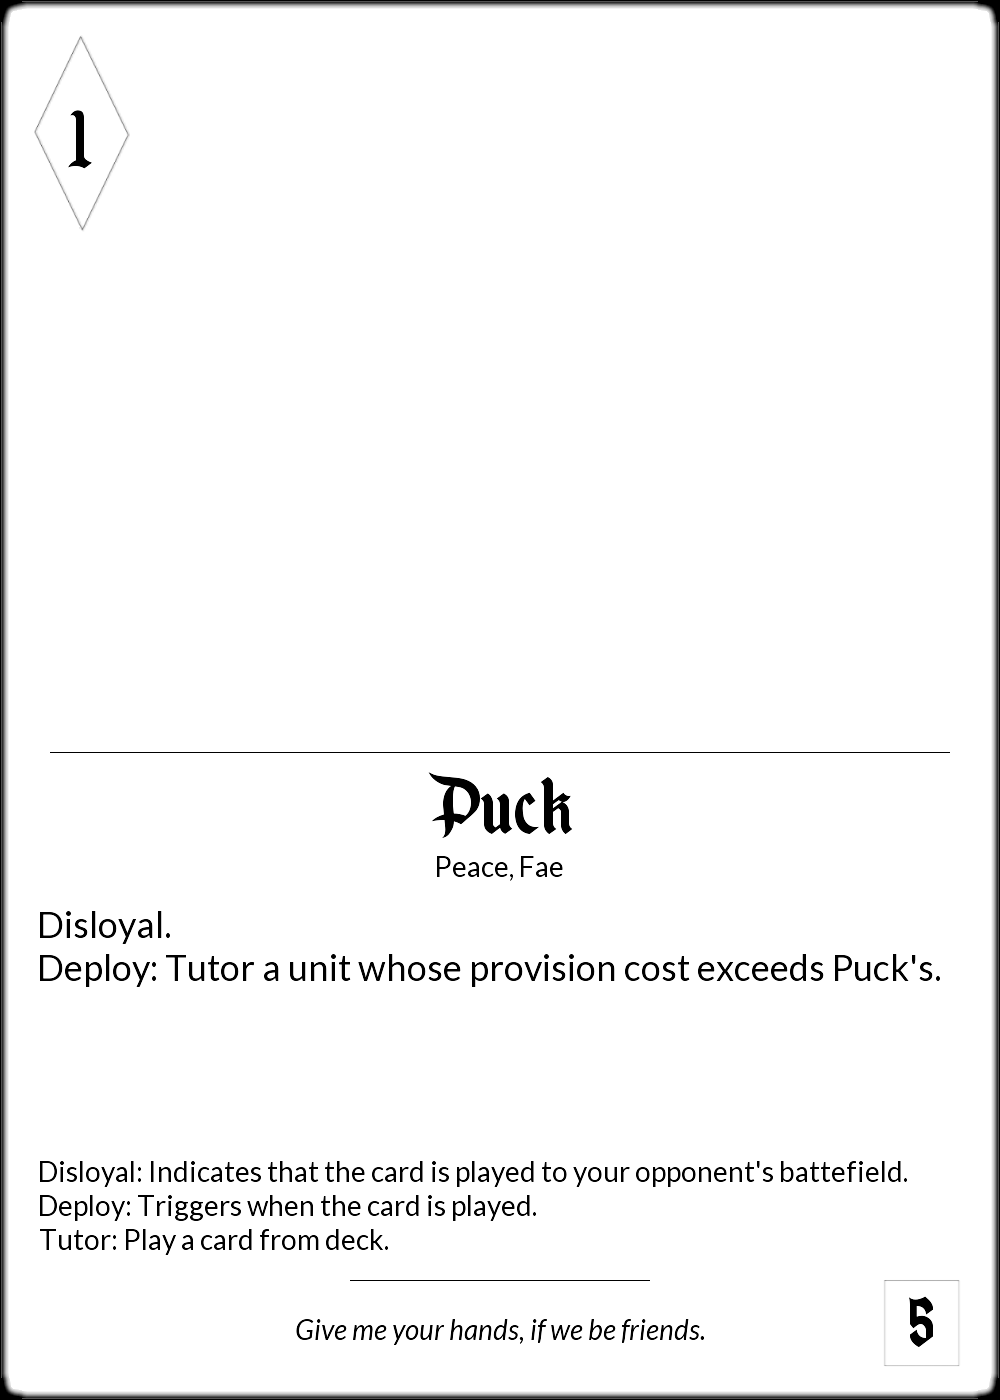 1
Puck
Peace, Fae
Disloyal.
Deploy: Tutor a unit whose provision cost exceeds Puck's.
Disloyal: Indicates that the card is played to your opponent's battefield.
Deploy: Triggers when the card is played.
Tutor: Play a card from deck.
Give me your hands, if we be friends.
5